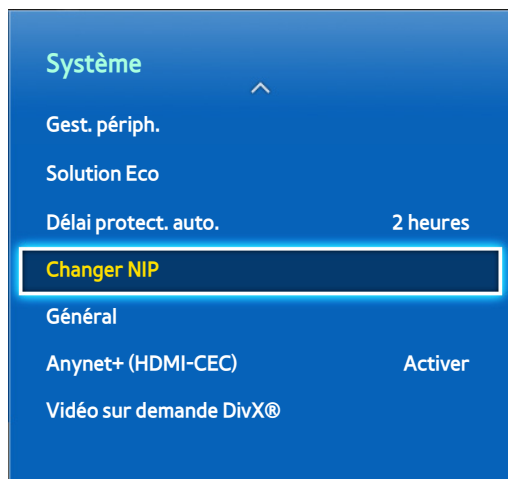 Système
Gest. périph.
Solution Eco
Délai protect. auto. 2 heures
Changer NIP
Général
Anynet+ (HDMI-CEC) Activer
Vidéo sur demande DivX®